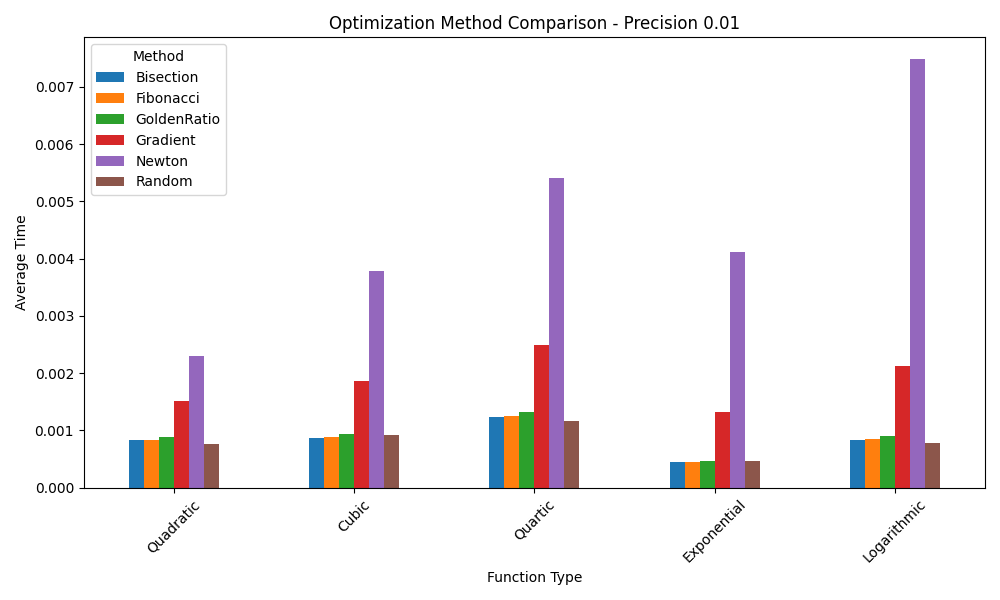 Optimization Method Comparison - Precision 0.01
Method
Bisection
Fibonacci
GoldenRatio
Gradient
Newton
Random
Average Time
0.007
0.006
0.005
0.004
0.003
0.002
0.001
0.000
Quadratic
Cubic
Quartic
Exponential
Logarithmic
Function Type